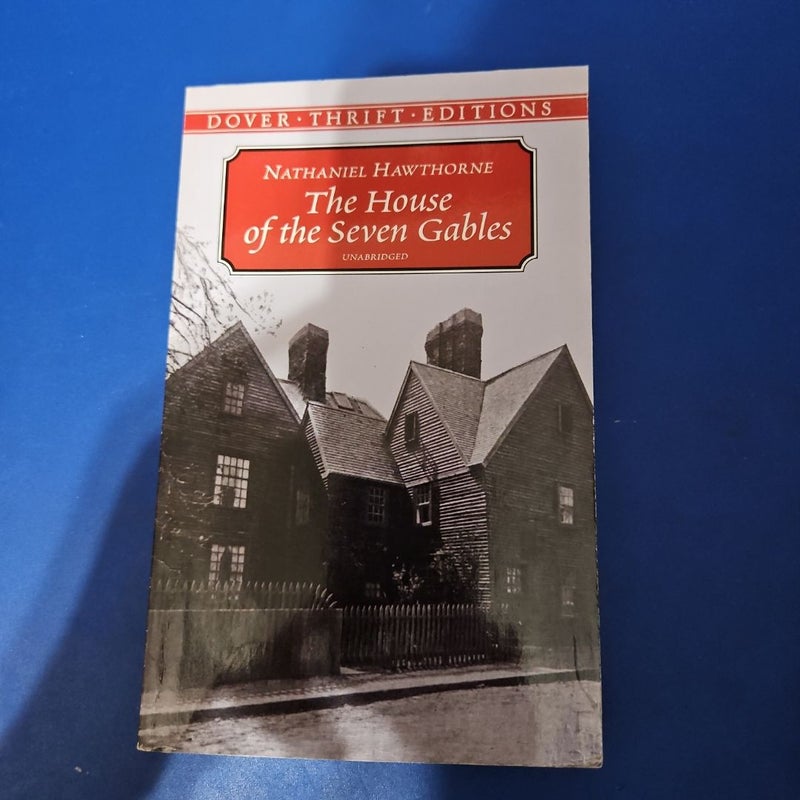 DOVER · THRIFT · EDITIONS
NATHANIEL HAWTHORNE
The House
of the Seven Gables
UNABRIDGED